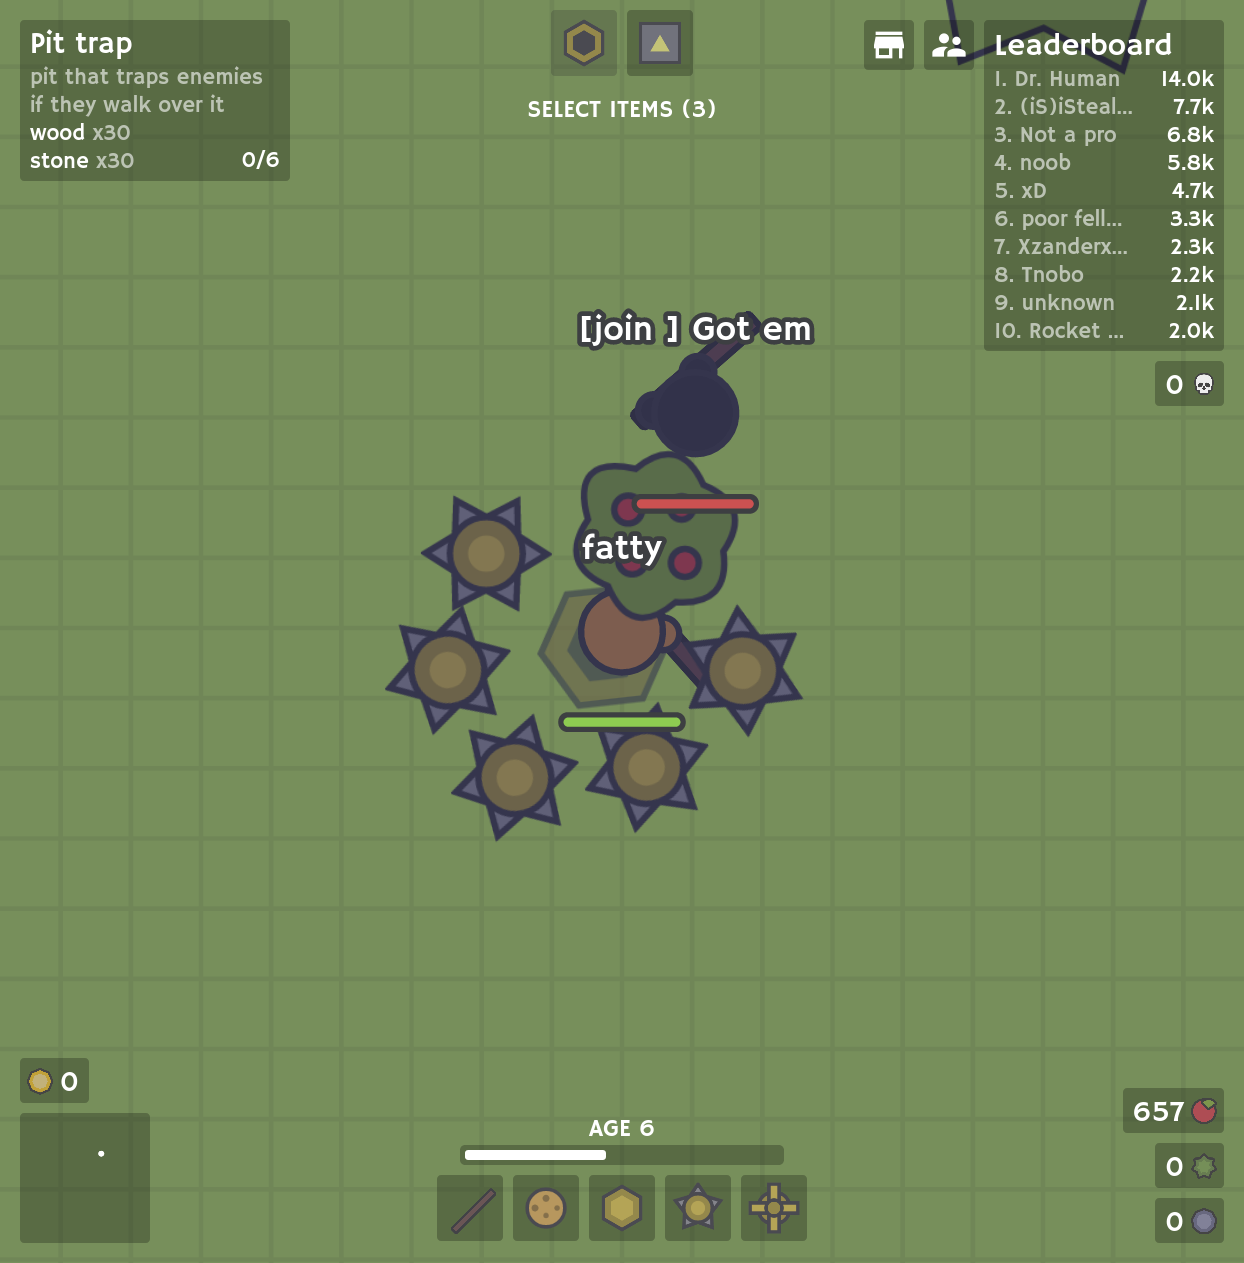 Pit trap
pit that traps enemies
if they walk over it
wood x30
stone x30 0/6
SELECT ITEMS (3)
Leaderboard
1. Dr. Human 14.0k
2. (iS)iSteal... 7.7k
3. Not a pro 6.8k
4. noob 5.8k
5. xD 4.7k
6. poor fell... 3.3k
7. Xzanderx... 2.3k
8. Tnobo 2.2k
9. unknown 2.1k
10. Rocket ... 2.0k
0
[join ] Got em
fatty
0
AGE 6
657
0
0